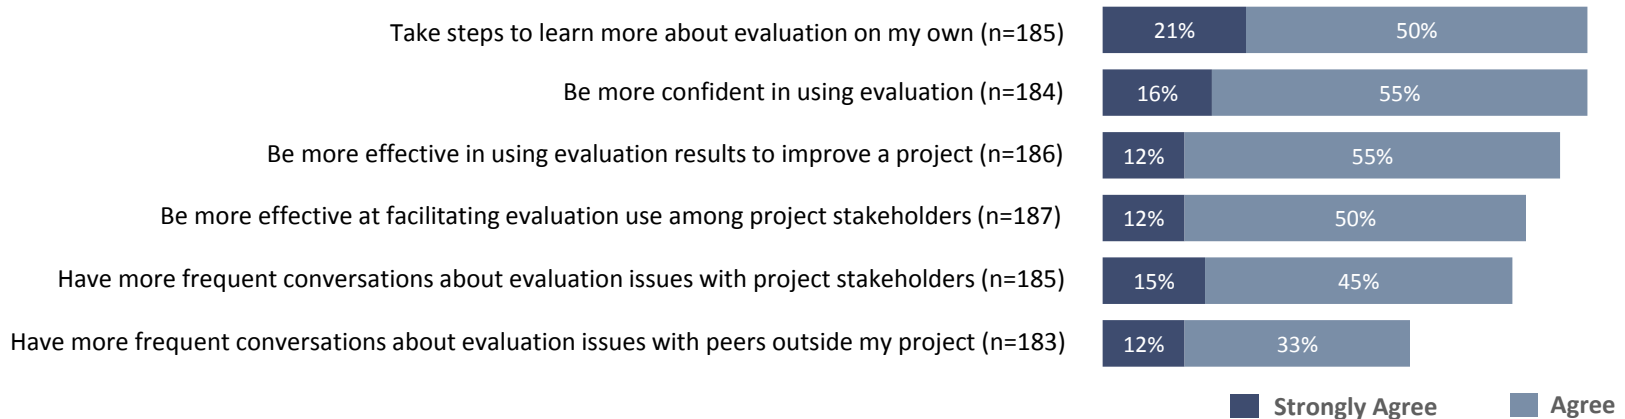 Take steps to learn more about evaluation on my own (n=185) 21% 50%
Be more confident in using evaluation (n=184) 16% 55%
Be more effective in using evaluation results to improve a project (n=186) 12% 55%
Be more effective at facilitating evaluation use among project stakeholders (n=187) 12% 50%
Have more frequent conversations about evaluation issues with project stakeholders (n=185) 15% 45%
Have more frequent conversations about evaluation issues with peers outside my project (n=183) 12% 33%
Strongly Agree Agree